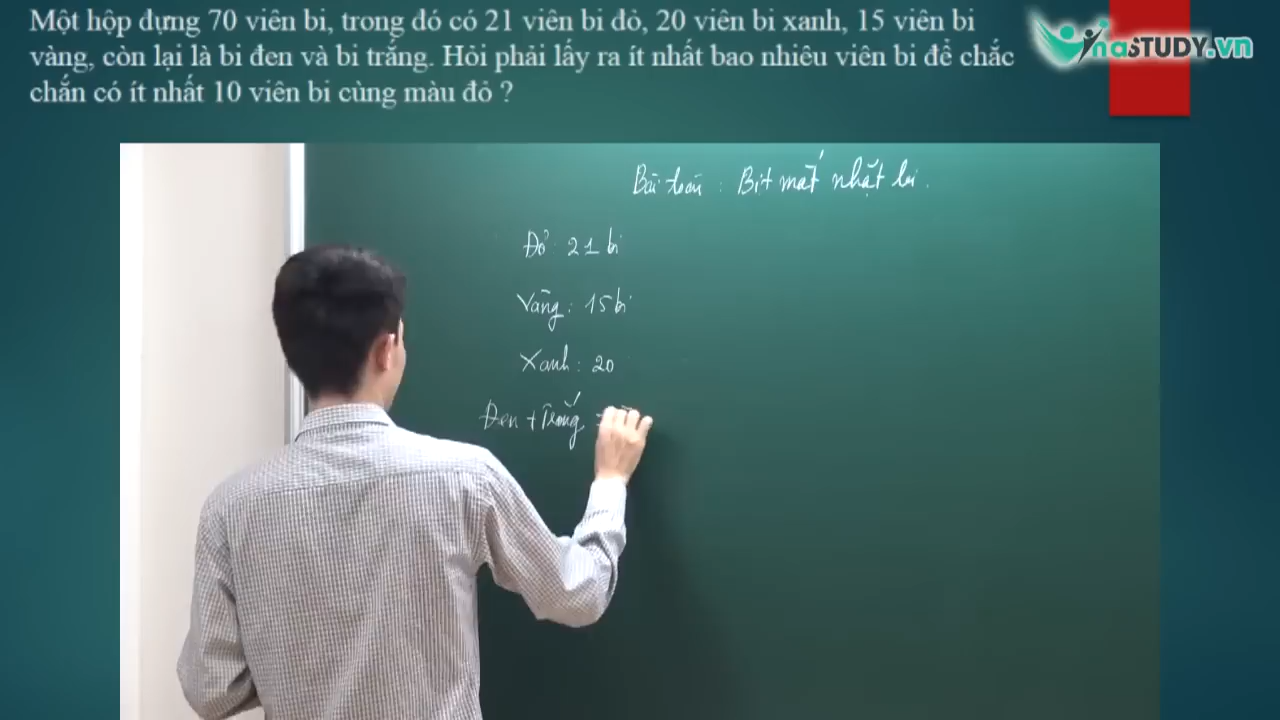 Một hộp đựng 70 viên bi, trong đó có 21 viên bi đỏ, 20 viên bi xanh, 15 viên bi
vàng, còn lại là bi đen và bi trắng. Hỏi phải lấy ra ít nhất bao nhiêu viên bi để chắc
chắn có ít nhất 10 viên bi cùng màu đỏ ?
VinaSTUDY.vn
Bài toán : Bịt mắt nhặt bi.
Đỏ: 21 bi
Vàng: 15 bi
Xanh: 20
Đen + Trắng =